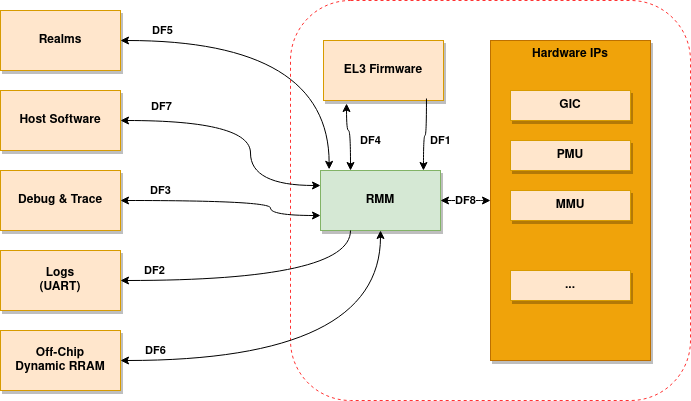 Realms
Host Software
Debug & Trace
Logs
(UART)
Off-Chip
Dynamic RRAM
DF5
DF7
DF3
DF2
DF6
EL3 Firmware
DF4
DF1
RMM
DF8
Hardware IPs
GIC
PMU
MMU
...